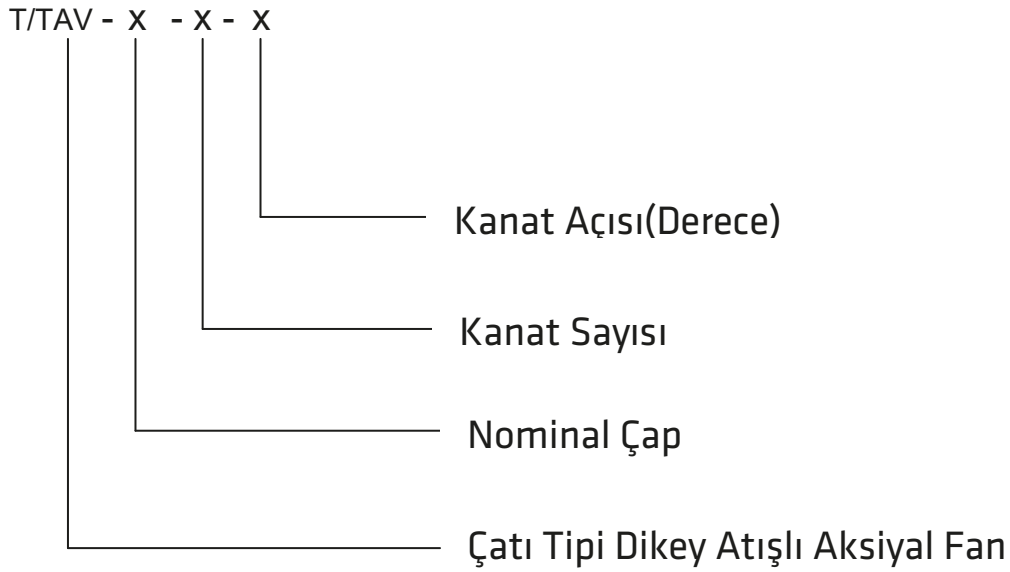 T/TAV - X - X - X
Kanat Açısı(Derece)
Kanat Sayısı
Nominal Çap
Çatı Tipi Dikey Atışlı Aksiyal Fan